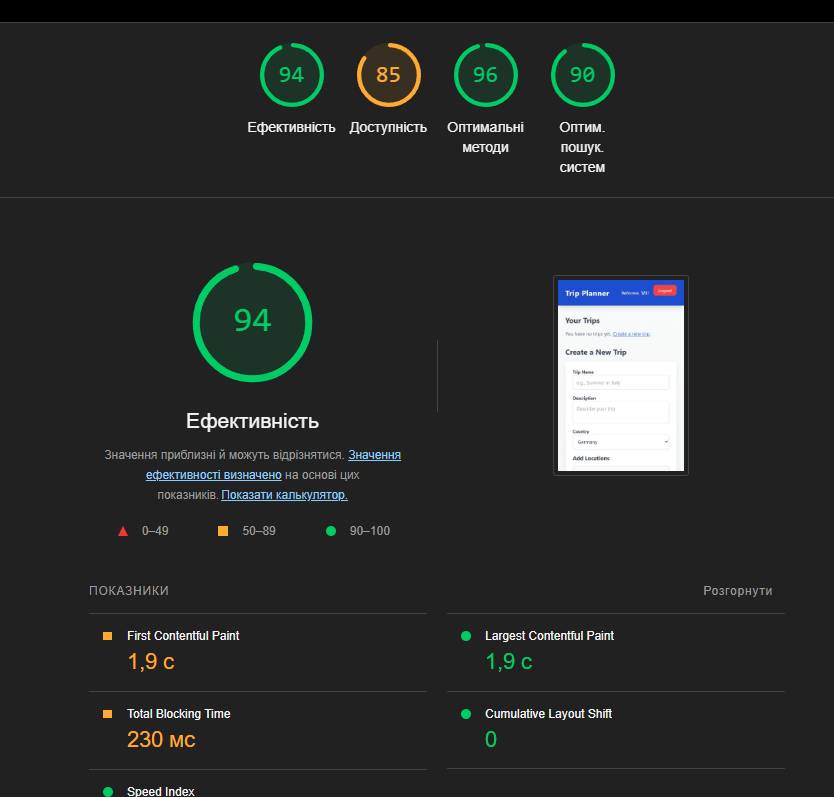 94
85
96
90
Ефективність
Доступність
Оптимальні
методи
Оптим.
пошук.
систем
94
Ефективність
Значення приблизні й можуть відрізнятися. Значення
ефективності визначено на основі цих
показників. Показати калькулятор.
0–49
50–89
90–100
Trip Planner
Welcome, SEI!
Logout
Your Trips
You have no trips yet. Create a new trip.
Create a New Trip
Trip Name
e.g., Summer in Italy
Description
Describe your trip
Country
Germany
Add Locations
ПОКАЗНИКИ
Розгорнути
First Contentful Paint
1,9 с
Largest Contentful Paint
1,9 с
Total Blocking Time
230 мс
Cumulative Layout Shift
0
Speed Index